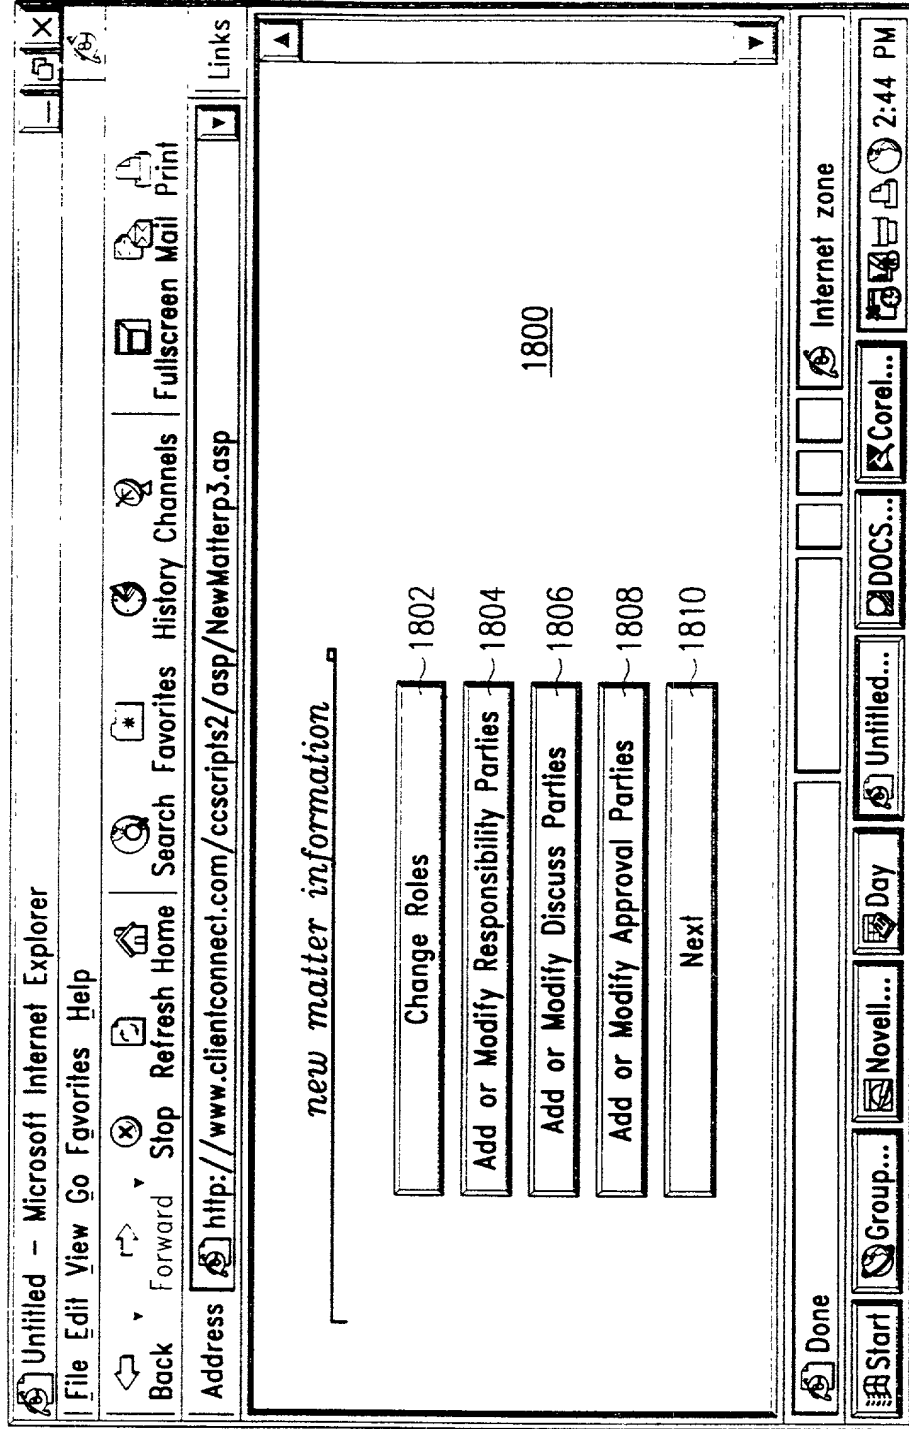 Untitled – Microsoft Internet Explorer
File Edit View Go Favorites Help
Back Forward Stop Refresh Home Search Favorites History Channels Fullscreen Mail Print
Address http://www.clientconnect.com/ccscripts2/asp/NewMatterp3.asp Links
new matter information
Change Roles 1802
Add or Modify Responsibility Parties 1804
Add or Modify Discuss Parties 1806
Add or Modify Approval Parties 1808
Next 1810
1800
Done Internet zone
Start Group... Novell... Day Untitled... DOCS... Corel... 2:44 PM